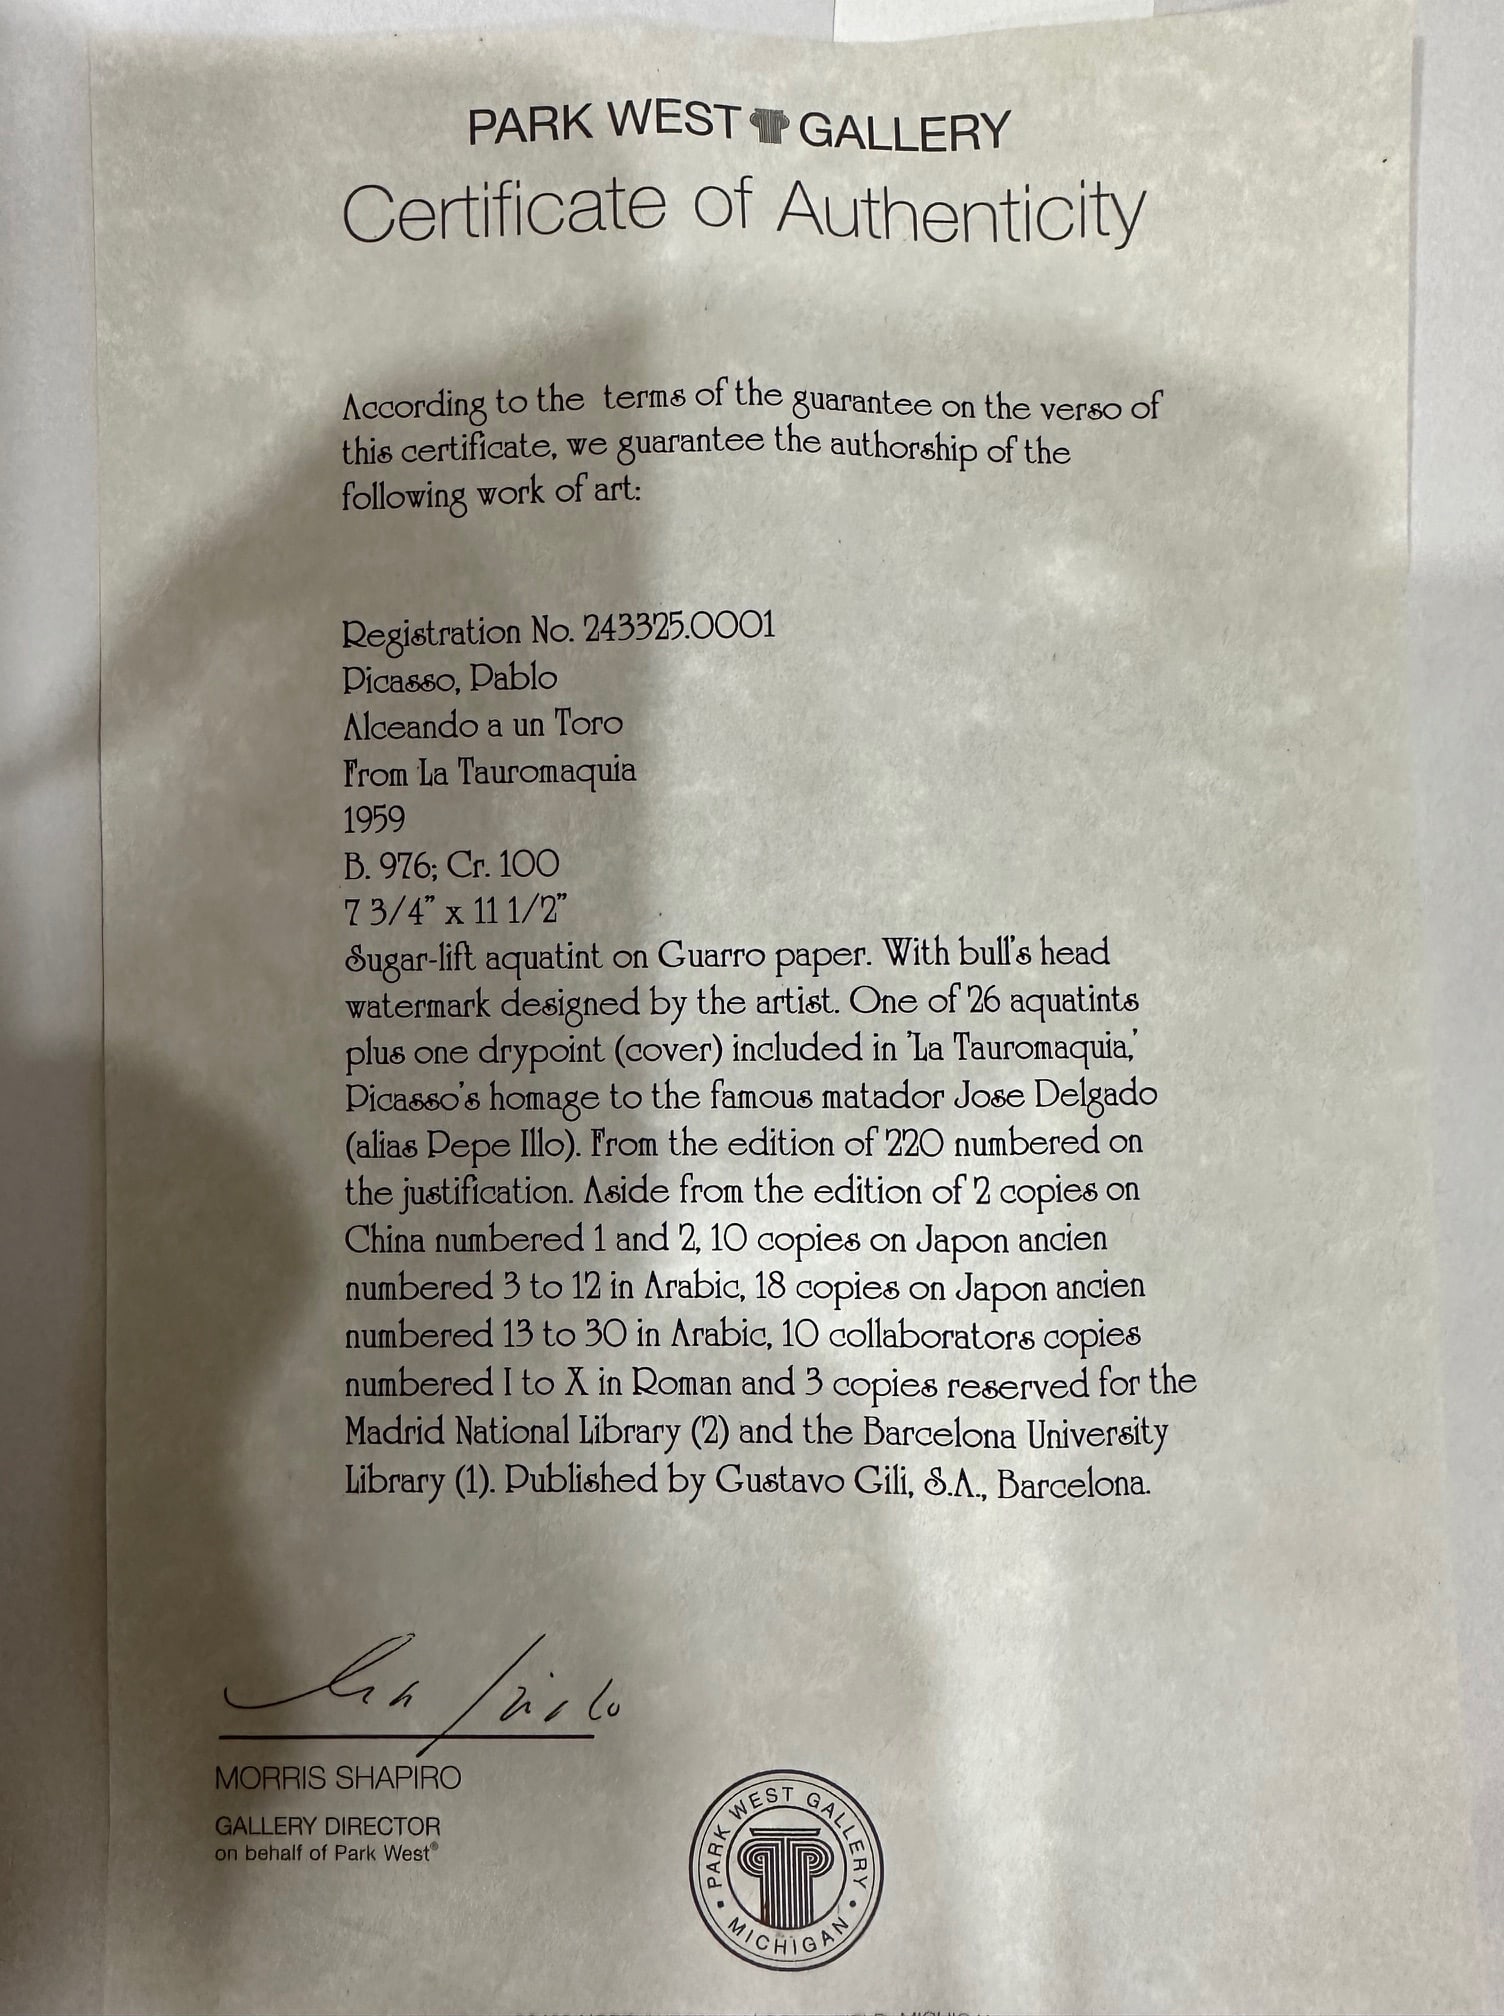 PARK WEST GALLERY
Certificate of Authenticity
According to the terms of the guarantee on the verso of
this certificate, we guarantee the authorship of the
following work of art:
Registration No. 243325.0001
Picasso, Pablo
Alceando a un Toro
From La Tauromaquia
1959
B. 976; Cr. 100
7 3/4" x 11 1/2"
Sugar-lift aquatint on Guarro paper. With bull's head
watermark designed by the artist. One of 26 aquatints
plus one drypoint (cover) included in 'La Tauromaquia,'
Picasso's homage to the famous matador Jose Delgado
(alias Pepe Illo). From the edition of 220 numbered on
the justification. Aside from the edition of 2 copies on
China numbered 1 and 2, 10 copies on Japon ancien
numbered 3 to 12 in Arabic, 18 copies on Japon ancien
numbered 13 to 30 in Arabic, 10 collaborators copies
numbered I to X in Roman and 3 copies reserved for the
Madrid National Library (2) and the Barcelona University
Library (1). Published by Gustavo Gili, S.A., Barcelona.
MORRIS SHAPIRO
GALLERY DIRECTOR
on behalf of Park West®
PARK WEST GALLERY
MICHIGAN